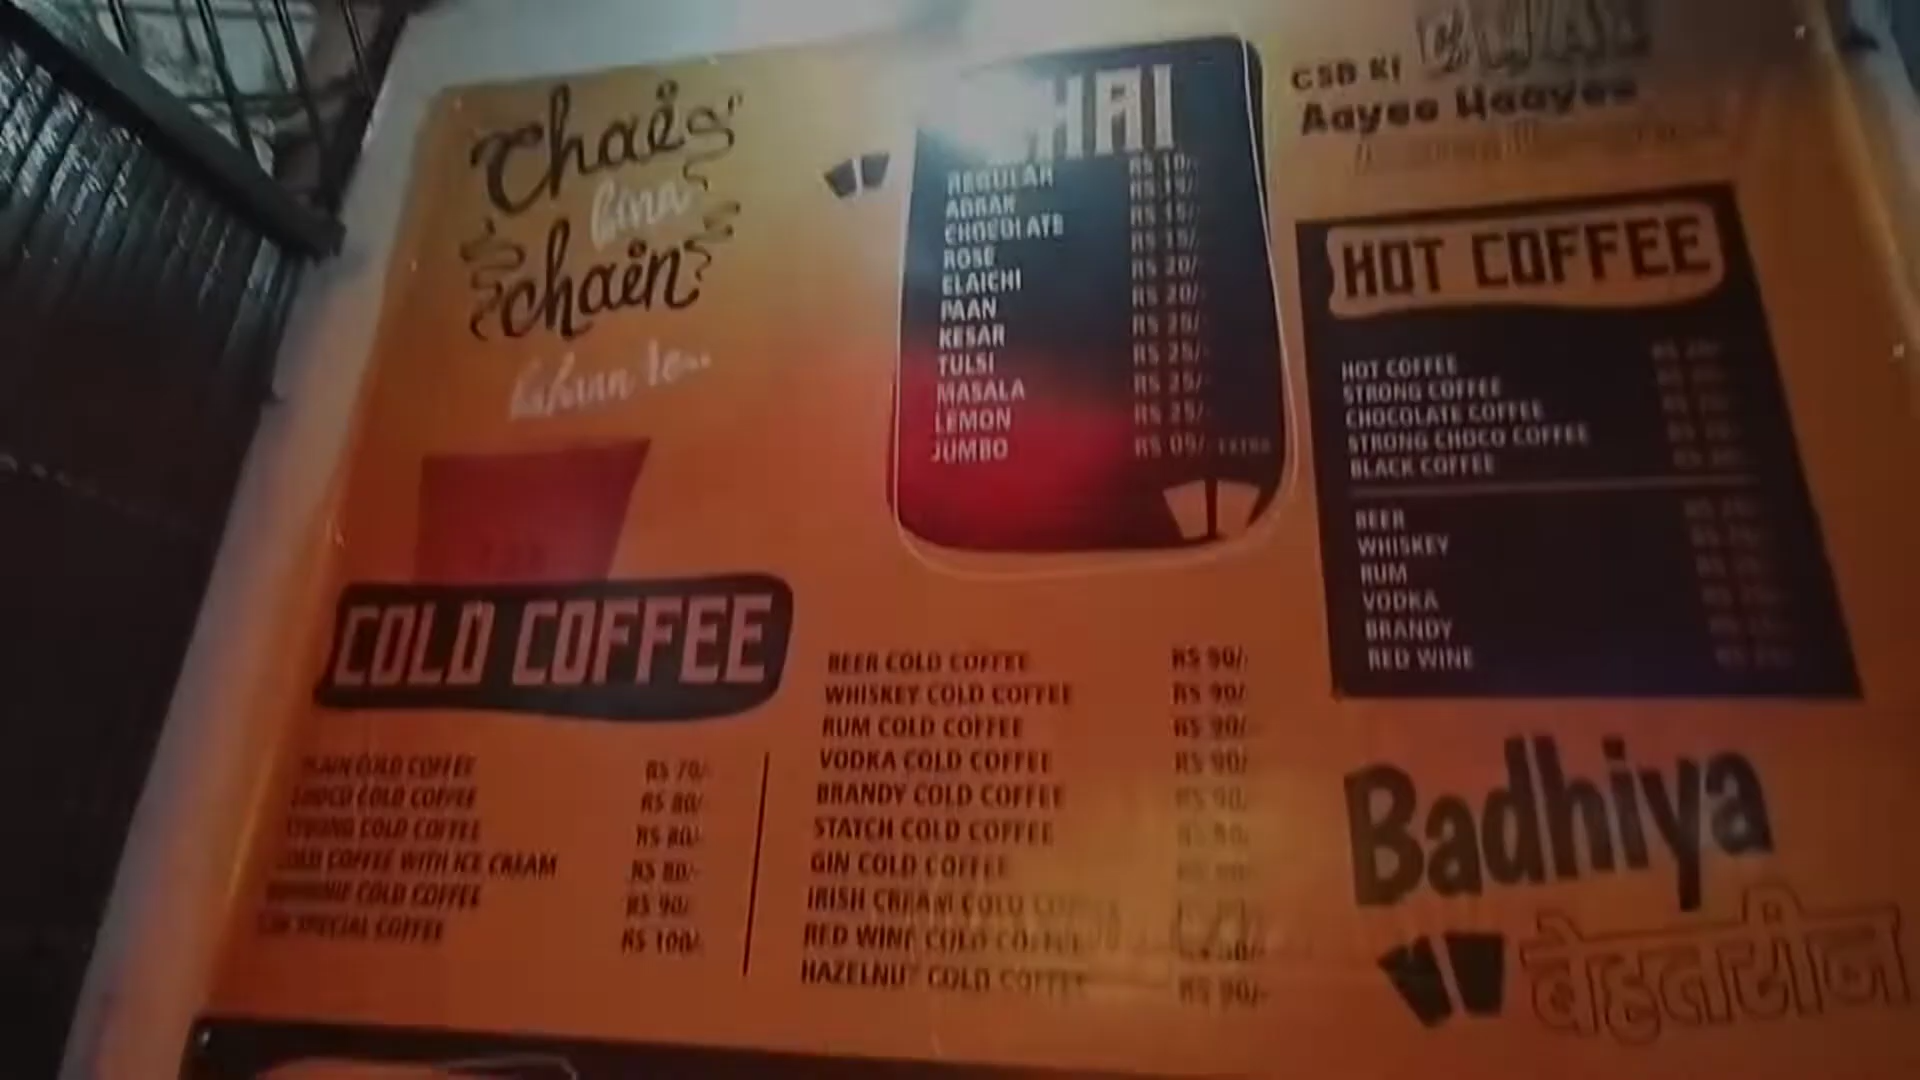 Chai
bina
chain
kahaan re..
CHAI
REGULAR RS 10/-
ADRAK RS 15/-
CHOCOLATE RS 15/-
ROSE RS 15/-
ELAICHI RS 20/-
PAAN RS 20/-
KESAR RS 25/-
TULSI RS 25/-
MASALA RS 25/-
LEMON RS 25/-
JUMBO RS 05/- EXTRA
CSB KI
Aayee Haayee
HOT COFFEE
HOT COFFEE
STRONG COFFEE
CHOCOLATE COFFEE
STRONG CHOCO COFFEE
BLACK COFFEE
BEER
WHISKEY
RUM
VODKA
BRANDY
RED WINE
COLD COFFEE
PLAIN COLD COFFEE RS 70/-
CHOCO COLD COFFEE RS 80/-
STRONG COLD COFFEE RS 80/-
COLD COFFEE WITH ICE CREAM RS 80/-
COLD COFFEE RS 90/-
SPECIAL COFFEE RS 100/-
BEER COLD COFFEE RS 90/-
WHISKEY COLD COFFEE RS 90/-
RUM COLD COFFEE RS 90/-
VODKA COLD COFFEE RS 90/-
BRANDY COLD COFFEE RS 90/-
STATCH COLD COFFEE
GIN COLD COFFEE
IRISH CREAM COLD COFFEE
RED WINE COLD COFFEE
HAZELNUT COLD COFFEE RS 90/-
Badhiya
बेहतरीन